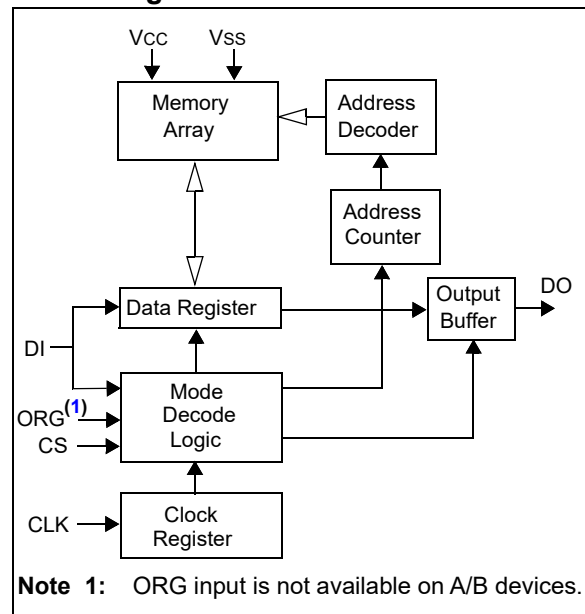 Vcc Vss
Memory
Array
Address
Decoder
Address
Counter
Data Register
Output
Buffer
DO
DI
Mode
Decode
Logic
ORG(1)
CS
CLK
Clock
Register
Note 1: ORG input is not available on A/B devices.